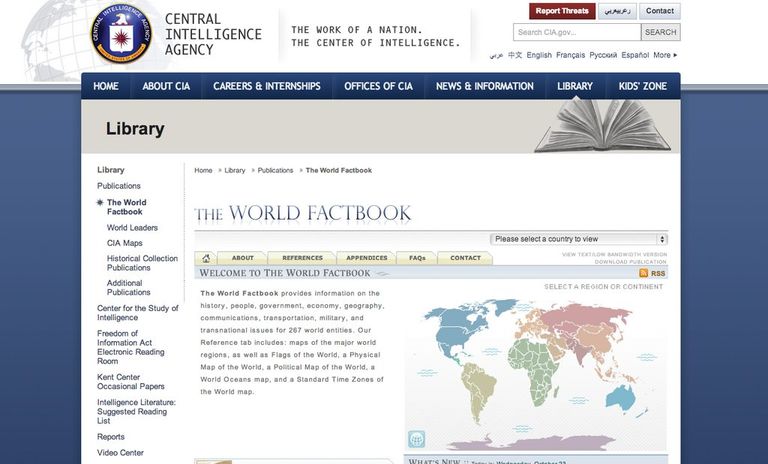 CENTRAL
INTELLIGENCE
AGENCY
THE WORK OF A NATION.
THE CENTER OF INTELLIGENCE.
Report Threats
Contact
Search CIA.gov...
SEARCH
عربي 中文 English Français Русский Español More
HOME ABOUT CIA CAREERS & INTERNSHIPS OFFICES OF CIA NEWS & INFORMATION LIBRARY KIDS' ZONE
Library
Library
Publications
The World
Factbook
World Leaders
CIA Maps
Historical Collection
Publications
Additional
Publications
Center for the Study of
Intelligence
Freedom of
Information Act
Electronic Reading
Room
Kent Center
Occasional Papers
Intelligence Literature:
Suggested Reading
List
Reports
Video Center
Home » Library » Publications » The World Factbook
THE WORLD FACTBOOK
Please select a country to view
ABOUT REFERENCES APPENDICES FAQs CONTACT
VIEW TEXT/LOW BANDWIDTH VERSION
DOWNLOAD PUBLICATION
WELCOME TO THE WORLD FACTBOOK
RSS
The World Factbook provides information on the
history, people, government, economy, geography,
communications, transportation, military, and
transnational issues for 267 world entities. Our
Reference tab includes: maps of the major world
regions, as well as Flags of the World, a Physical
Map of the World, a Political Map of the World, a
World Oceans map, and a Standard Time Zones of
the World map.
SELECT A REGION OR CONTINENT
WHAT'S NEW :: Today is: Wednesday, October 23